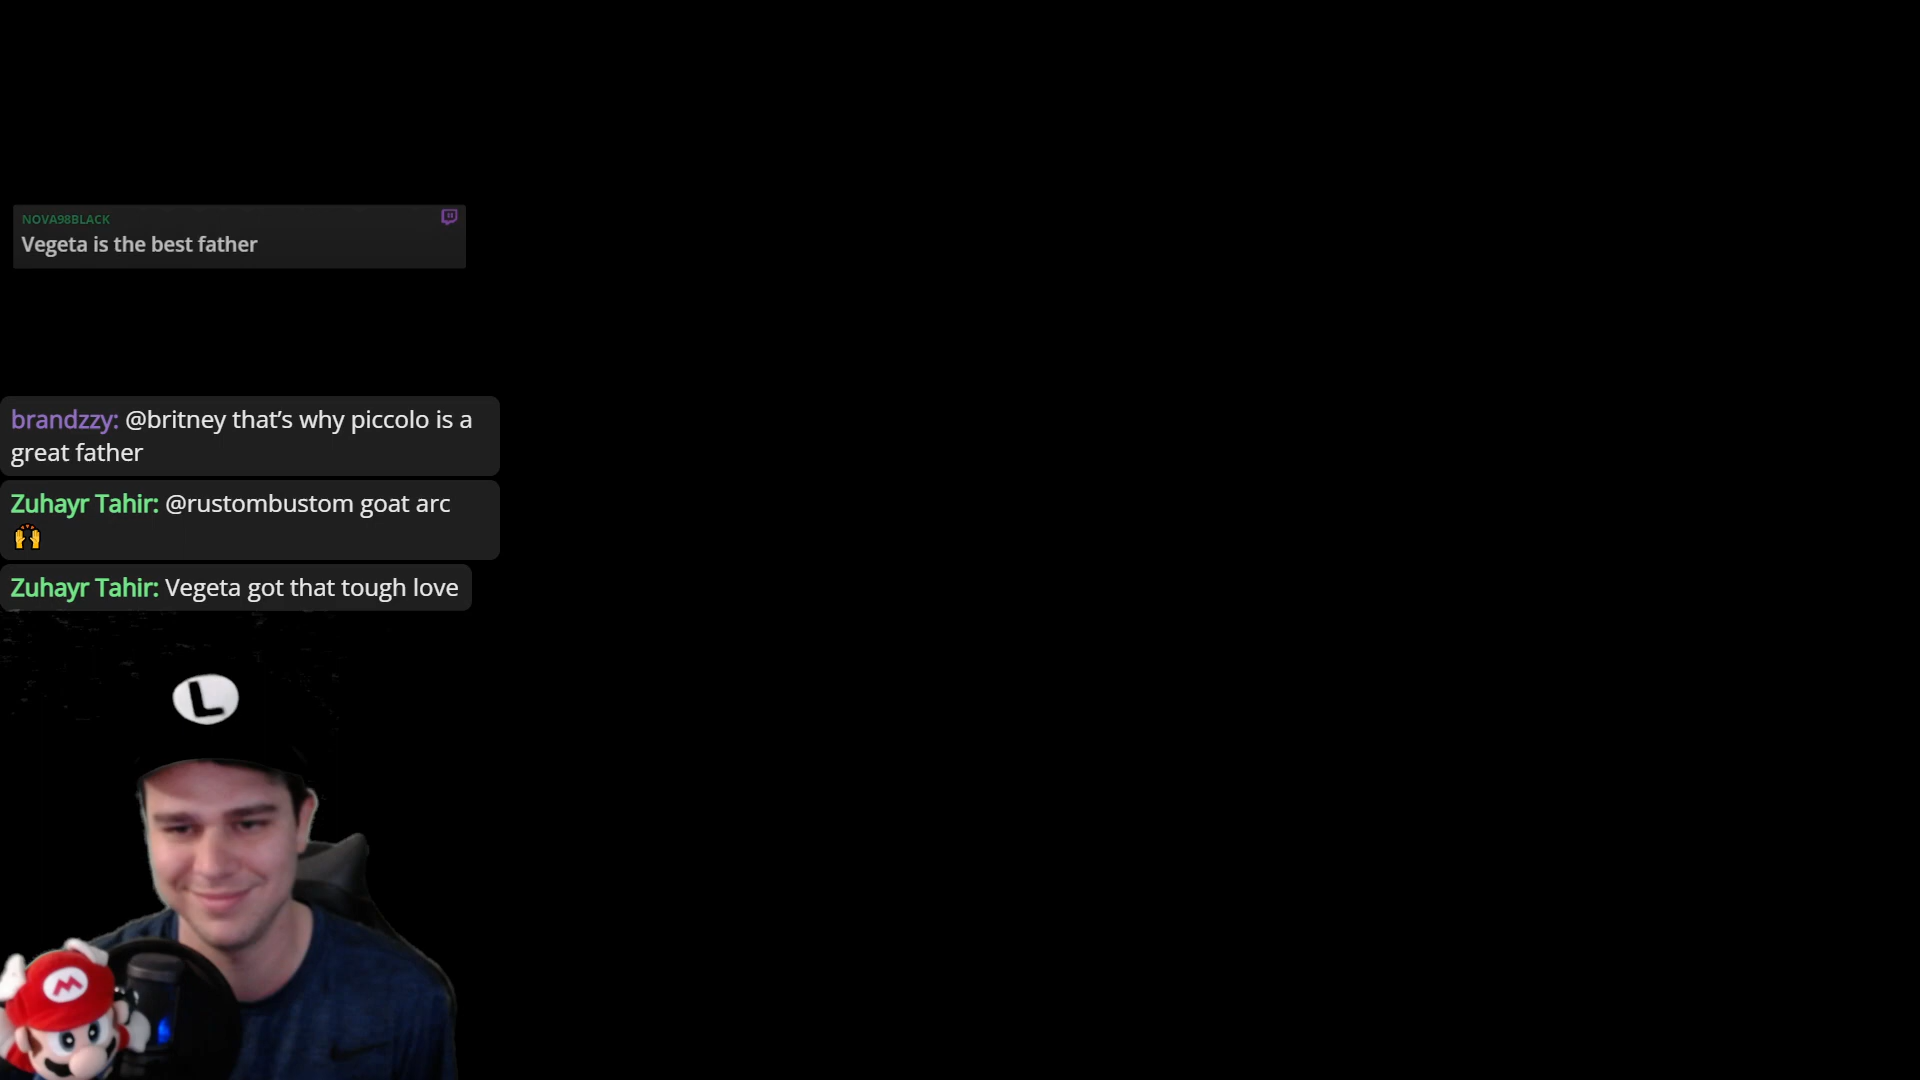 NOVA98BLACK
Vegeta is the best father
brandzzy: @britney that’s why piccolo is a
great father
Zuhayr Tahir: @rustombustom goat arc
🙌
Zuhayr Tahir: Vegeta got that tough love
L
M